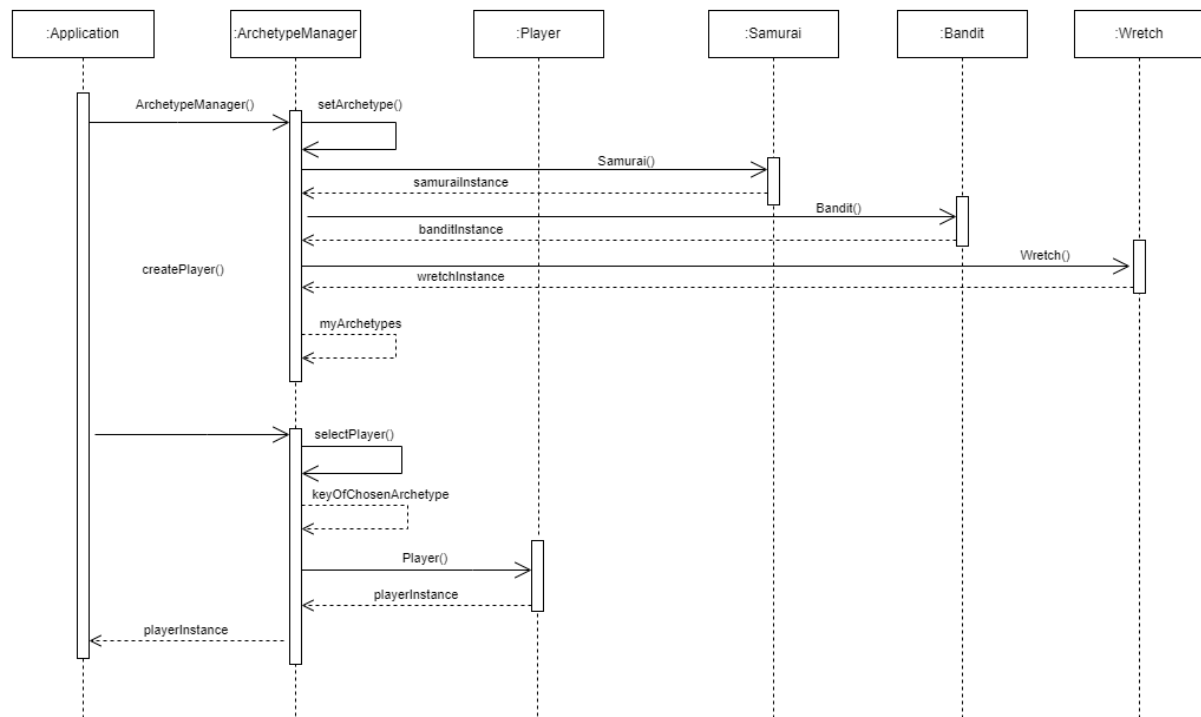 :Application
:ArchetypeManager
:Player
:Samurai
:Bandit
:Wretch
ArchetypeManager()
setArchetype()
Samurai()
samuraiInstance
Bandit()
banditInstance
Wretch()
createPlayer()
wretchInstance
myArchetypes
selectPlayer()
keyOfChosenArchetype
Player()
playerInstance
playerInstance